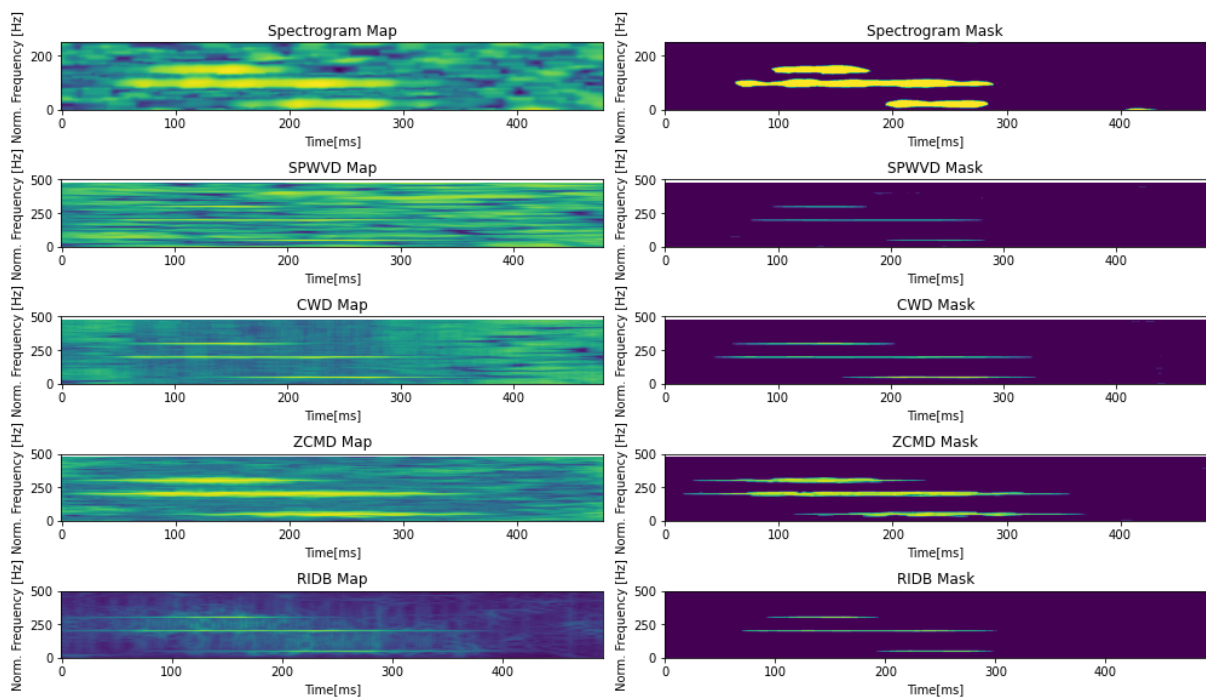 Spectrogram Map
Norm. Frequency [Hz]
200
0
0 100 200 300 400
Time[ms]
Spectrogram Mask
Norm. Frequency [Hz]
200
0
0 100 200 300 400
Time[ms]
SPWVD Map
Norm. Frequency [Hz]
500
250
0
0 100 200 300 400
Time[ms]
SPWVD Mask
Norm. Frequency [Hz]
500
250
0
0 100 200 300 400
Time[ms]
CWD Map
Norm. Frequency [Hz]
500
250
0
0 100 200 300 400
Time[ms]
CWD Mask
Norm. Frequency [Hz]
500
250
0
0 100 200 300 400
Time[ms]
ZCMD Map
Norm. Frequency [Hz]
500
250
0
0 100 200 300 400
Time[ms]
ZCMD Mask
Norm. Frequency [Hz]
500
250
0
0 100 200 300 400
Time[ms]
RIDB Map
Norm. Frequency [Hz]
500
250
0
0 100 200 300 400
Time[ms]
RIDB Mask
Norm. Frequency [Hz]
500
250
0
0 100 200 300 400
Time[ms]